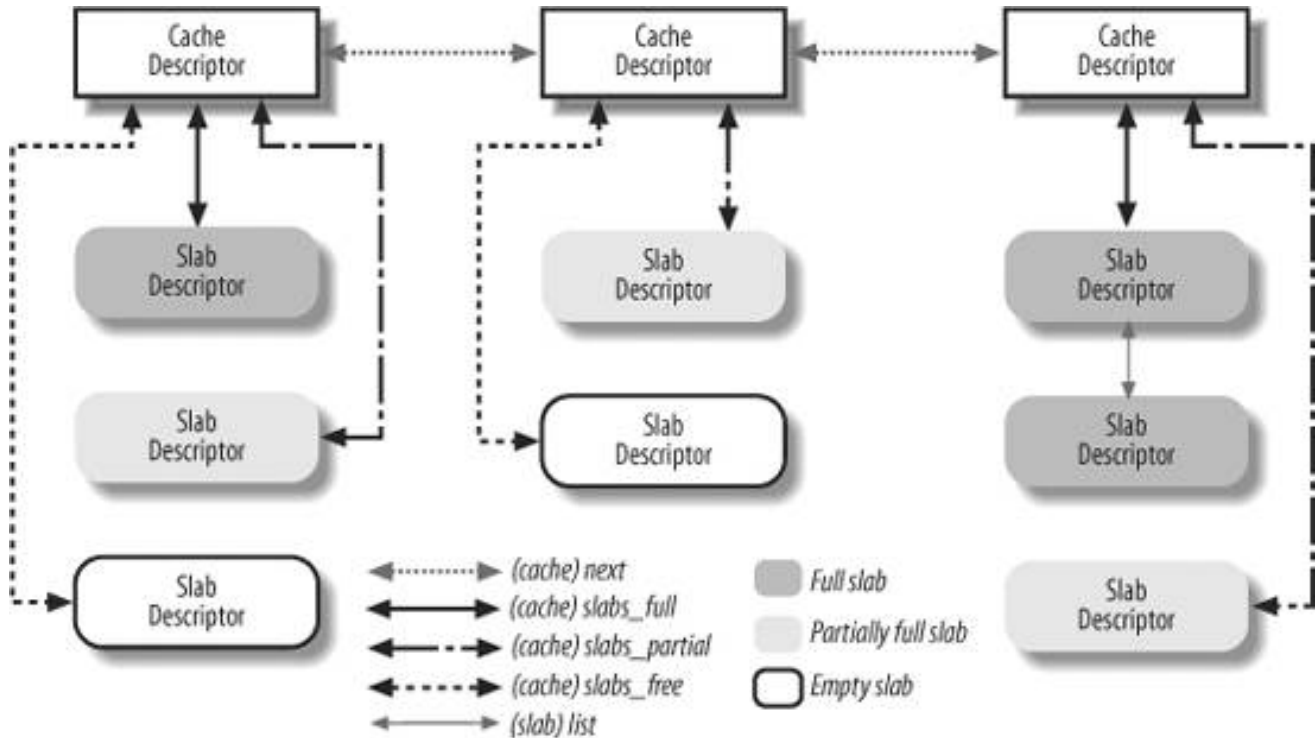 Cache
Descriptor
Cache
Descriptor
Cache
Descriptor
Slab
Descriptor
Slab
Descriptor
Slab
Descriptor
Slab
Descriptor
Slab
Descriptor
Slab
Descriptor
Slab
Descriptor
Slab
Descriptor
(cache) next
(cache) slabs_full
(cache) slabs_partial
(cache) slabs_free
(slab) list
Full slab
Partially full slab
Empty slab